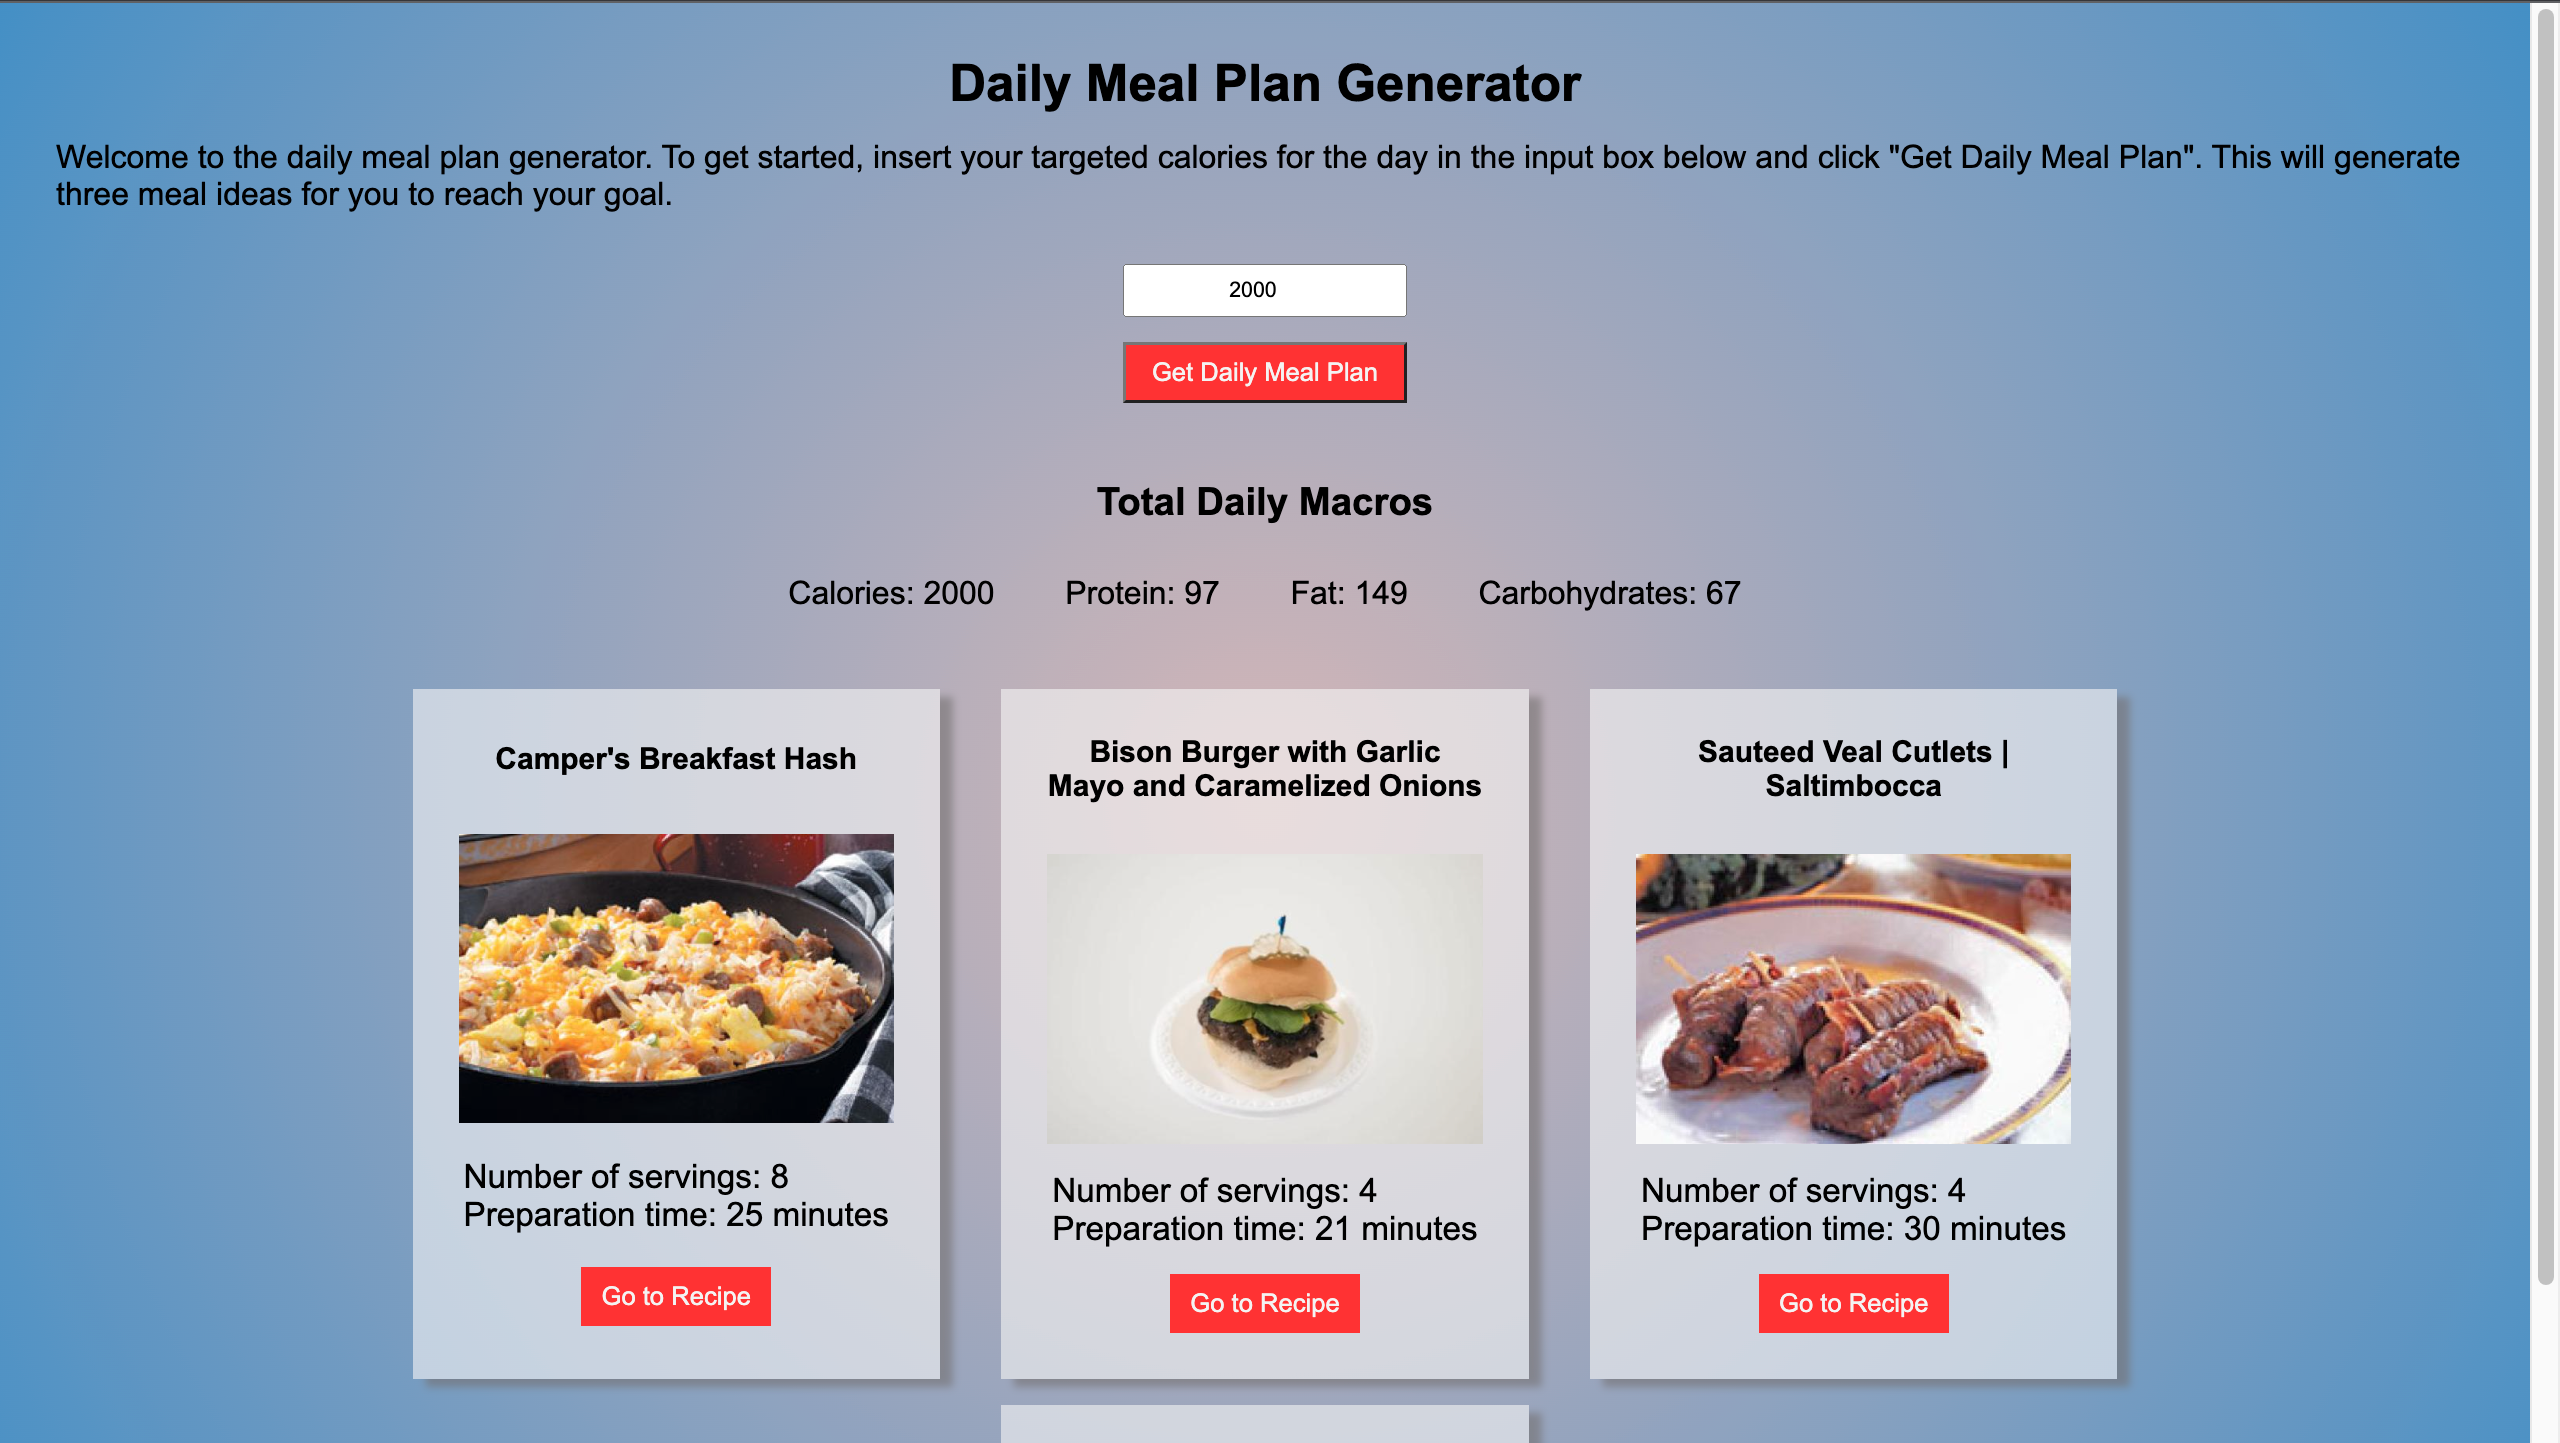 Daily Meal Plan Generator
Welcome to the daily meal plan generator. To get started, insert your targeted calories for the day in the input box below and click "Get Daily Meal Plan". This will generate
three meal ideas for you to reach your goal.
2000
Get Daily Meal Plan
Total Daily Macros
Calories: 2000 Protein: 97 Fat: 149 Carbohydrates: 67
Camper's Breakfast Hash
Number of servings: 8
Preparation time: 25 minutes
Go to Recipe
Bison Burger with Garlic
Mayo and Caramelized Onions
Number of servings: 4
Preparation time: 21 minutes
Go to Recipe
Sauteed Veal Cutlets |
Saltimbocca
Number of servings: 4
Preparation time: 30 minutes
Go to Recipe